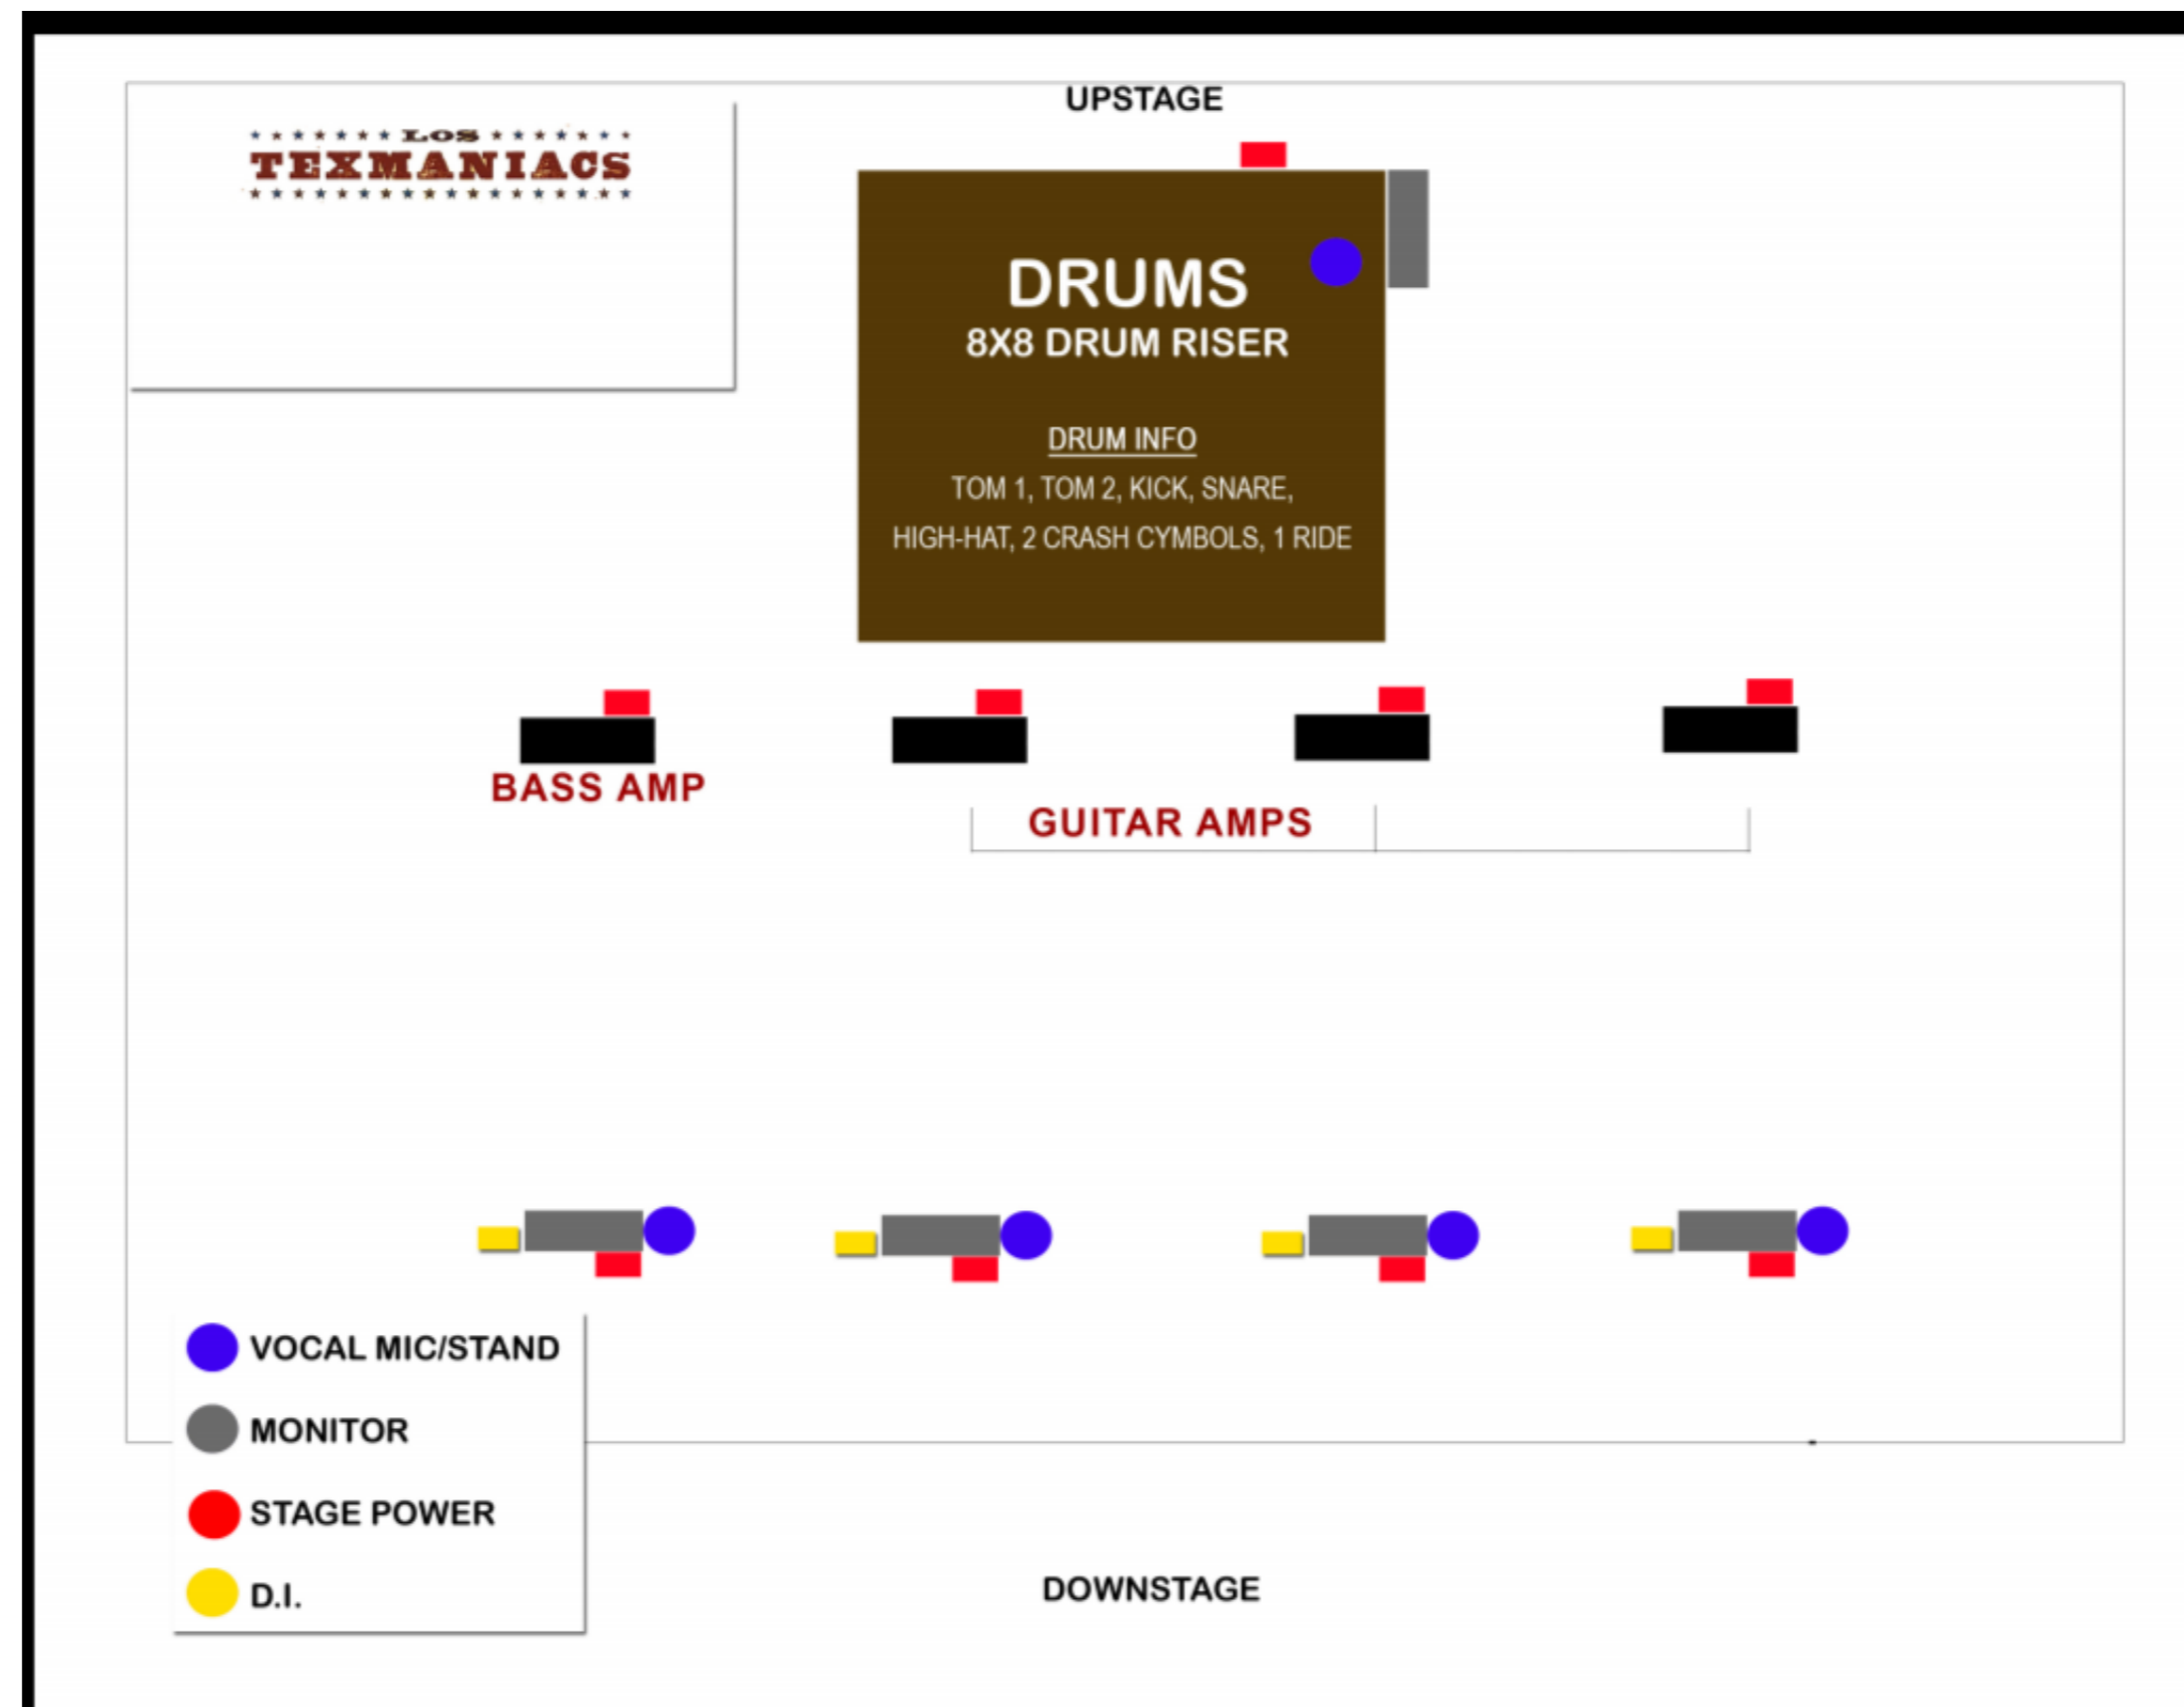 UPSTAGE
LOS
TEXMANIACS
DRUMS
8X8 DRUM RISER
DRUM INFO
TOM 1, TOM 2, KICK, SNARE,
HIGH-HAT, 2 CRASH CYMBOLS, 1 RIDE
BASS AMP
GUITAR AMPS
VOCAL MIC/STAND
MONITOR
STAGE POWER
D.I.
DOWNSTAGE